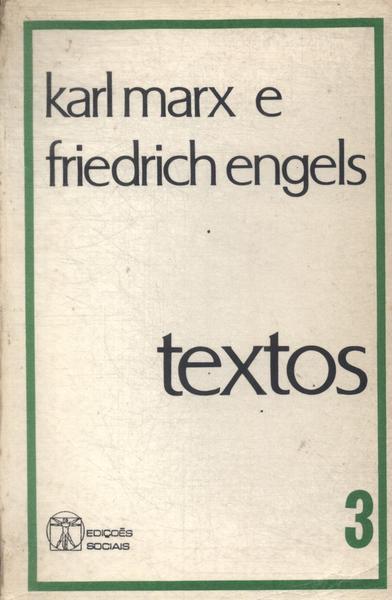 karl marx e
friedrich engels
textos
3
EDIÇÕES
SOCIAIS